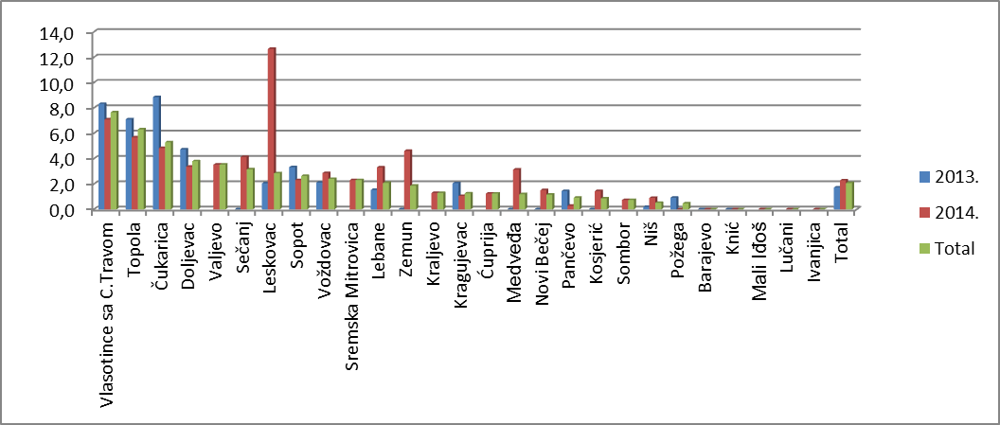 14,0
12,0
10,0
8,0
6,0
4,0
2,0
0,0
Vlasotince sa C.Travom
Topola
Čukarica
Doljevac
Valjevo
Sečanj
Leskovac
Sopot
Voždovac
Sremska Mitrovica
Lebane
Zemun
Kraljevo
Kragujevac
Ćuprija
Medveđa
Novi Bečej
Pančevo
Kosjerić
Sombor
Niš
Požega
Barajevo
Knić
Mali Iđoš
Lučani
Ivanjica
Total
2013.
2014.
Total